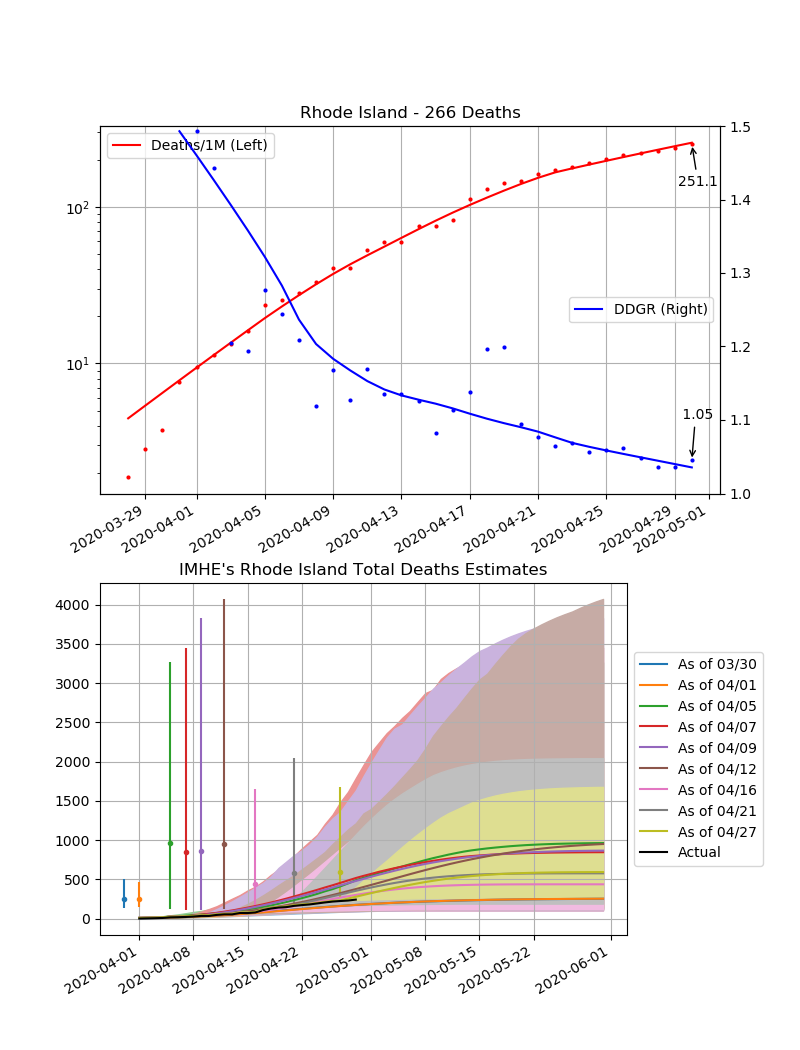 Rhode Island - 266 Deaths
Deaths/1M (Left)
DDGR (Right)
251.1
1.05
10²
10¹
1.5
1.4
1.3
1.2
1.1
1.0
2020-03-29
2020-04-01
2020-04-05
2020-04-09
2020-04-13
2020-04-17
2020-04-21
2020-04-25
2020-04-29
2020-05-01
IMHE's Rhode Island Total Deaths Estimates
4000
3500
3000
2500
2000
1500
1000
500
0
2020-04-01
2020-04-08
2020-04-15
2020-04-22
2020-05-01
2020-05-08
2020-05-15
2020-05-22
2020-06-01
As of 03/30
As of 04/01
As of 04/05
As of 04/07
As of 04/09
As of 04/12
As of 04/16
As of 04/21
As of 04/27
Actual